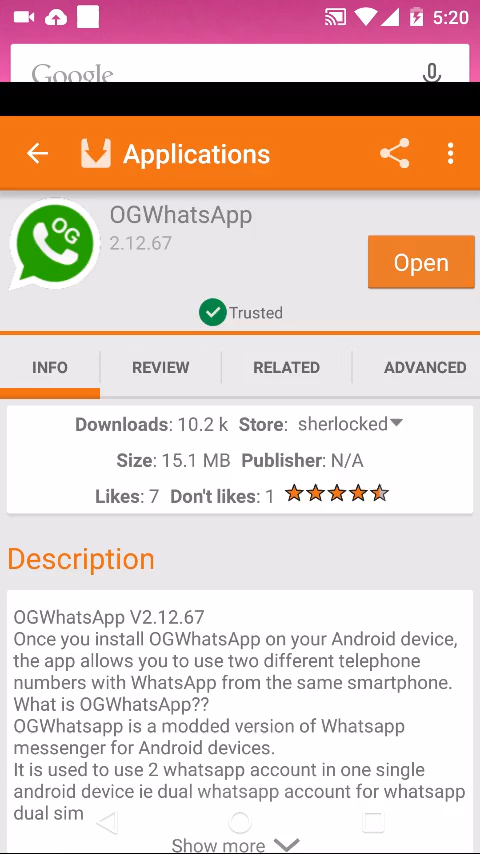 5:20
Google
Applications
OGWhatsApp
2.12.67
OG
Open
Trusted
INFO REVIEW RELATED ADVANCED
Downloads: 10.2 k Store: sherlocked
Size: 15.1 MB Publisher: N/A
Likes: 7 Don't likes: 1
Description
OGWhatsApp V2.12.67
Once you install OGWhatsApp on your Android device,
the app allows you to use two different telephone
numbers with WhatsApp from the same smartphone.
What is OGWhatsApp??
OGWhatsapp is a modded version of Whatsapp
messenger for Android devices.
It is used to use 2 whatsapp account in one single
android device ie dual whatsapp account for whatsapp
dual sim
Show more